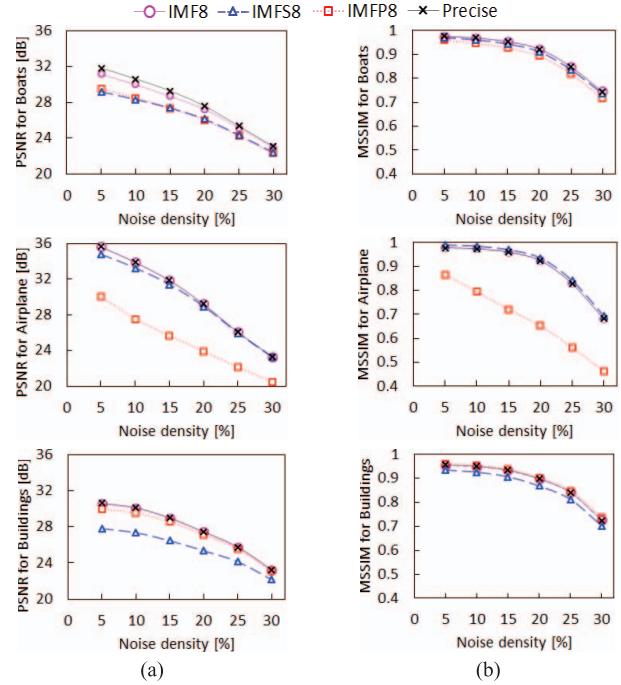 IMF8 IMFS8 IMFP8 Precise
PSNR for Boats [dB]
36
32
28
24
20
0 5 10 15 20 25 30
Noise density [%]
MSSIM for Boats
1
0.9
0.8
0.7
0.6
0.5
0.4
0 5 10 15 20 25 30
Noise density [%]
PSNR for Airplane [dB]
36
32
28
24
20
0 5 10 15 20 25 30
Noise density [%]
MSSIM for Airplane
1
0.9
0.8
0.7
0.6
0.5
0.4
0 5 10 15 20 25 30
Noise density [%]
PSNR for Buildings [dB]
36
32
28
24
20
0 5 10 15 20 25 30
Noise density [%]
MSSIM for Buildings
1
0.9
0.8
0.7
0.6
0.5
0.4
0 5 10 15 20 25 30
Noise density [%]
(a) (b)